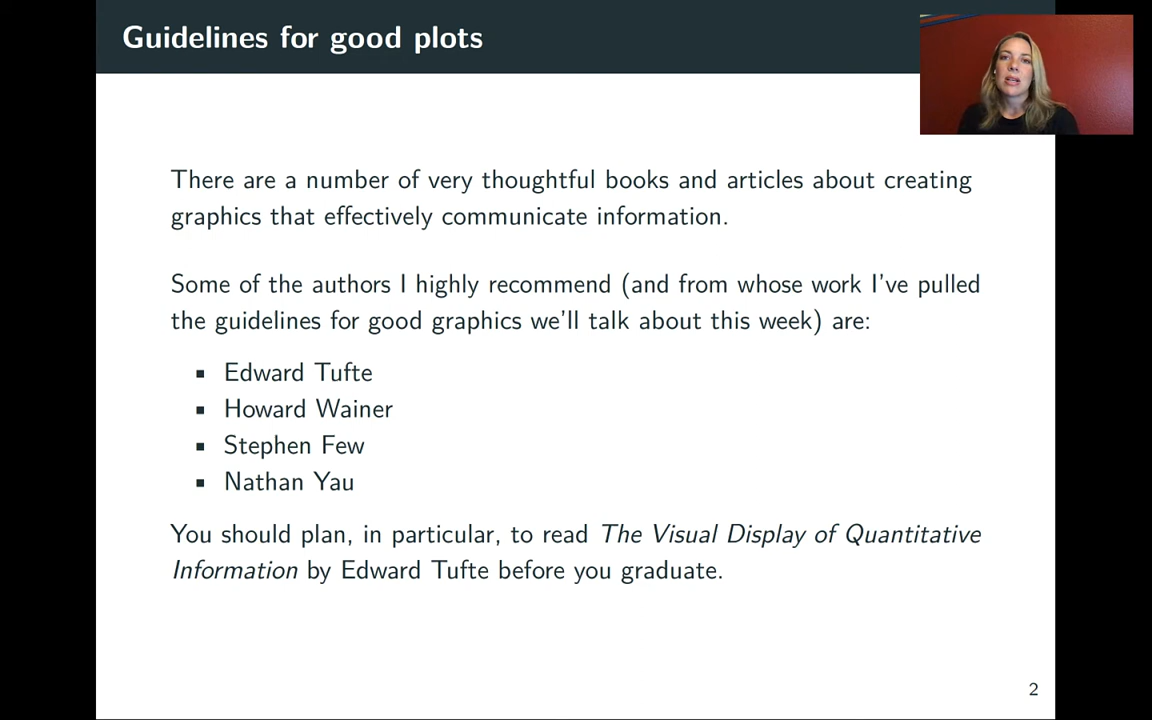 Guidelines for good plots
There are a number of very thoughtful books and articles about creating
graphics that effectively communicate information.
Some of the authors I highly recommend (and from whose work I've pulled
the guidelines for good graphics we'll talk about this week) are:
▪ Edward Tufte
▪ Howard Wainer
▪ Stephen Few
▪ Nathan Yau
You should plan, in particular, to read The Visual Display of Quantitative
Information by Edward Tufte before you graduate.
2